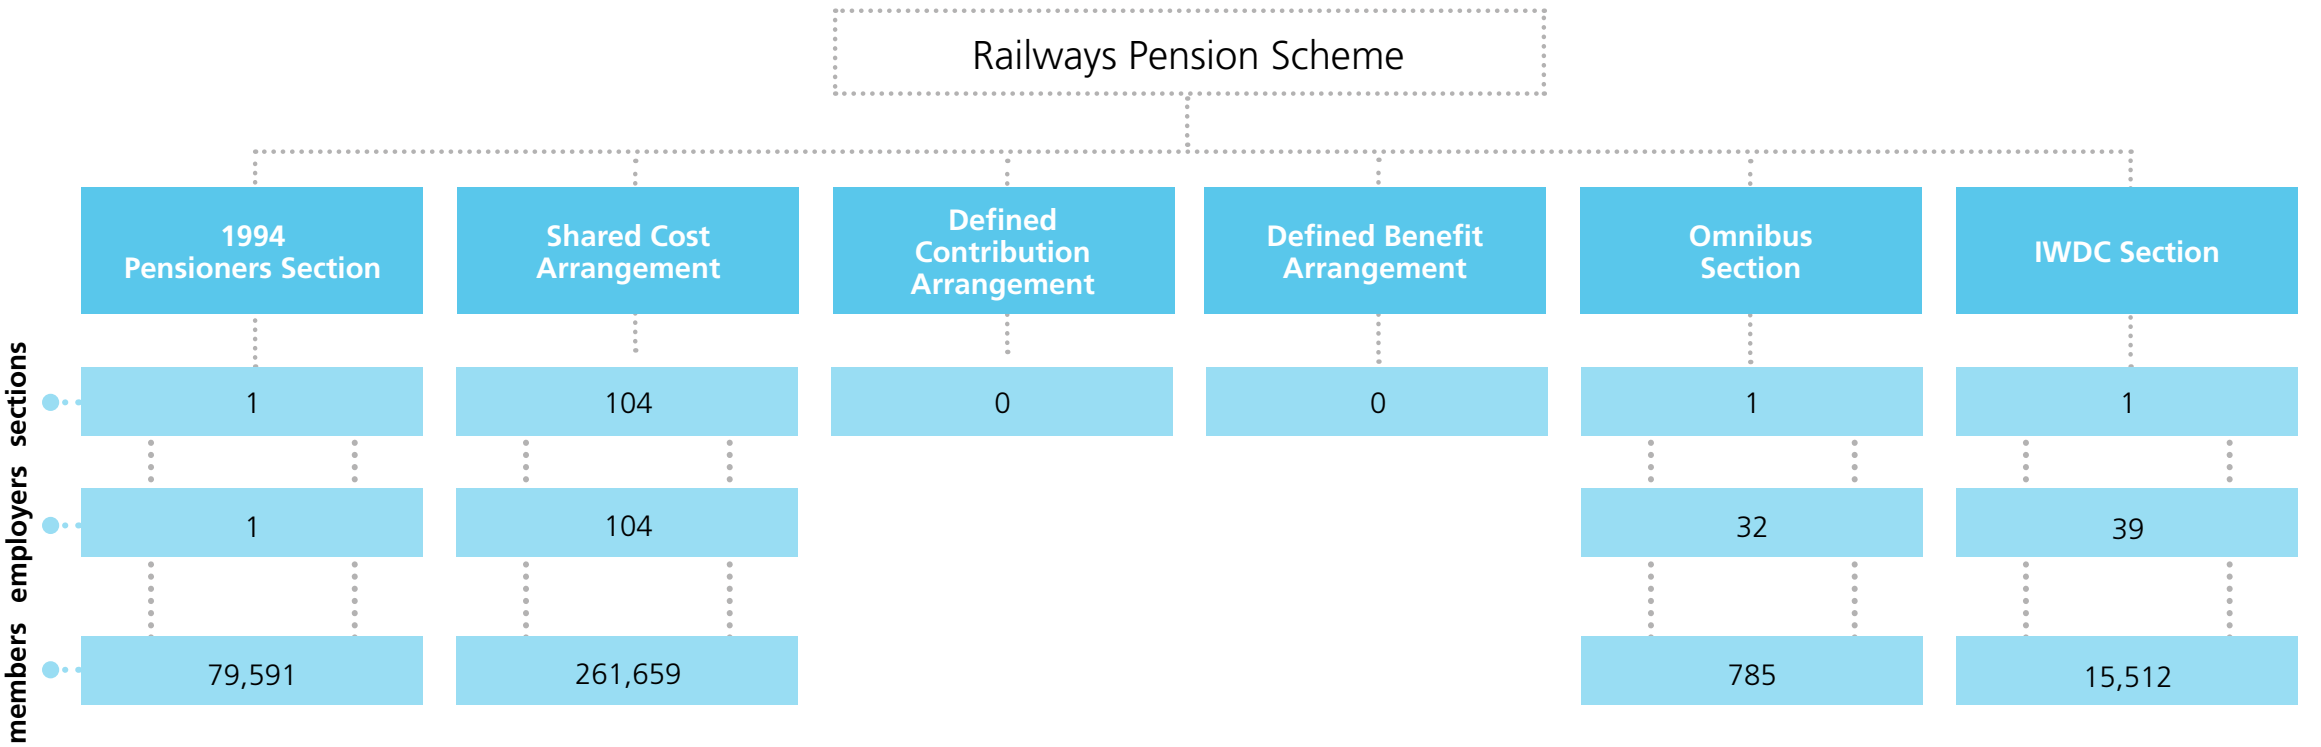 Railways Pension Scheme
1994
Pensioners Section
Shared Cost
Arrangement
Defined
Contribution
Arrangement
Defined Benefit
Arrangement
Omnibus
Section
IWDC Section
sections
1
104
0
0
1
1
employers
1
104
32
39
members
79,591
261,659
785
15,512